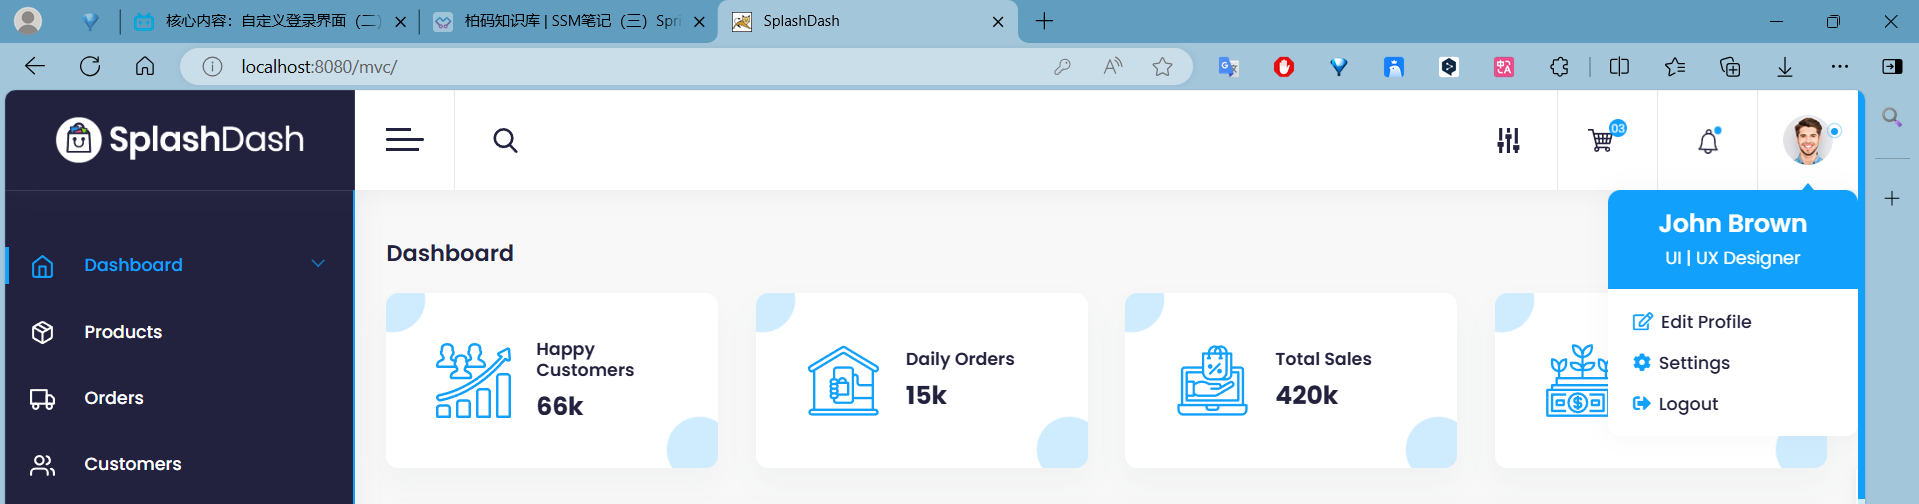 核心内容：自定义登录界面（二）
柏码知识库 | SSM笔记（三）Spri
SplashDash
localhost:8080/mvc/
SplashDash
03
John Brown
UI | UX Designer
Edit Profile
Settings
Logout
Dashboard
Products
Orders
Customers
Dashboard
Happy
Customers
66k
Daily Orders
15k
Total Sales
420k